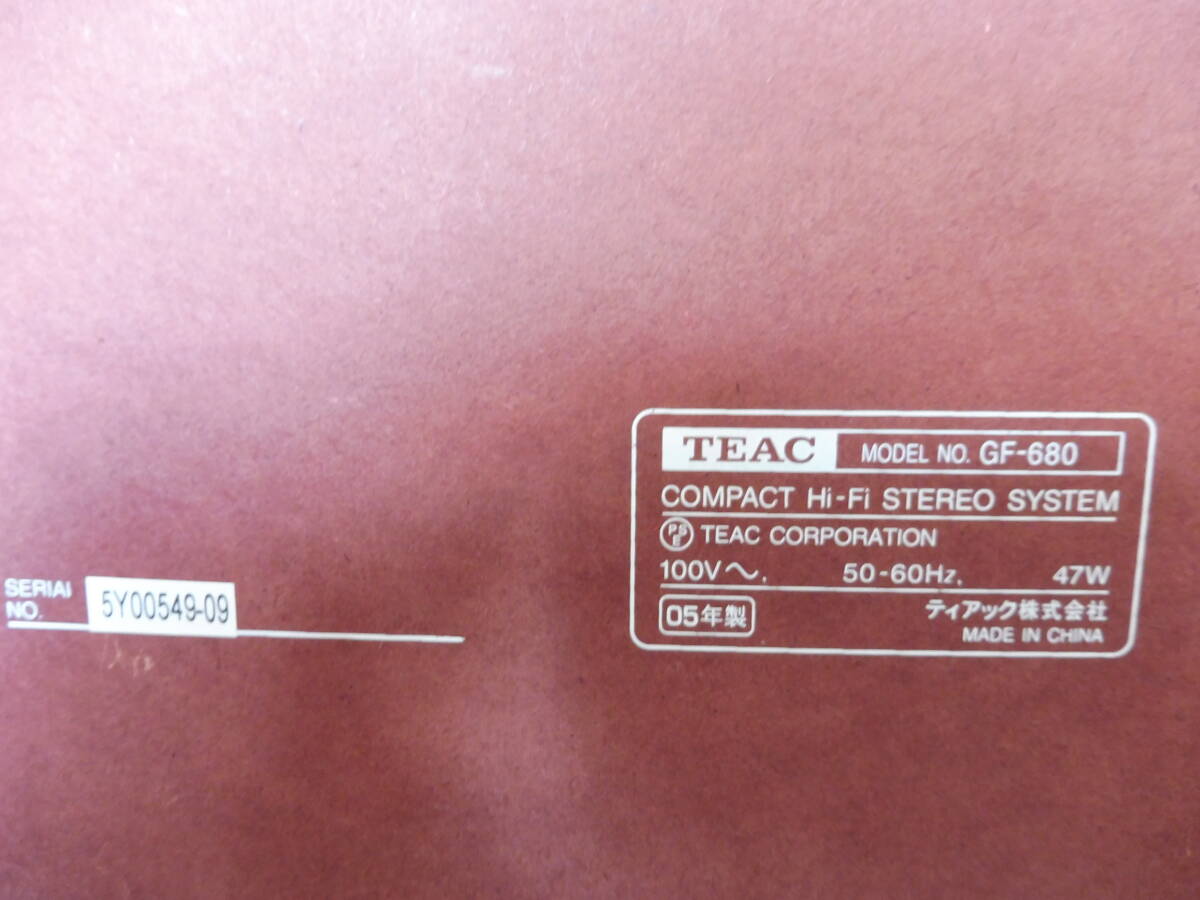 TEAC MODEL NO. GF-680
COMPACT Hi-Fi STEREO SYSTEM
PSE TEAC CORPORATION
100V～, 50-60Hz, 47W
05年製 ティアック株式会社
MADE IN CHINA
SERIAL
NO. 5Y00549-09